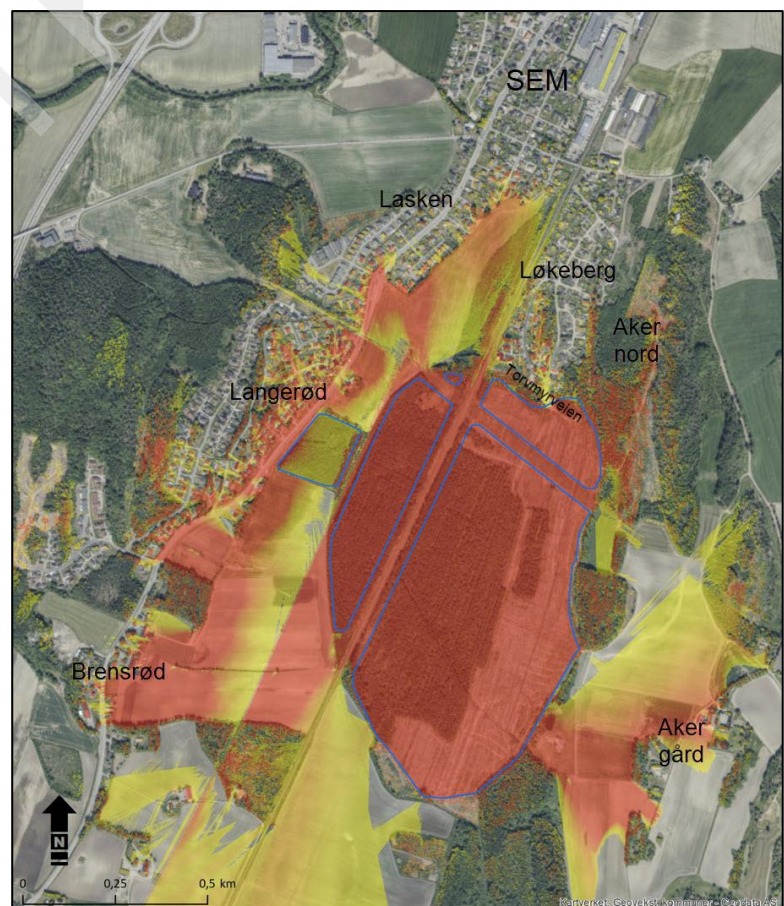 SEM
Lasken
Løkeberg
Aker
nord
Langerød
Torvmyrveien
Brensrød
Aker
gård
N
0 0,25 0,5 km
Kartverket, Geovekst, kommuner - Geodata AS